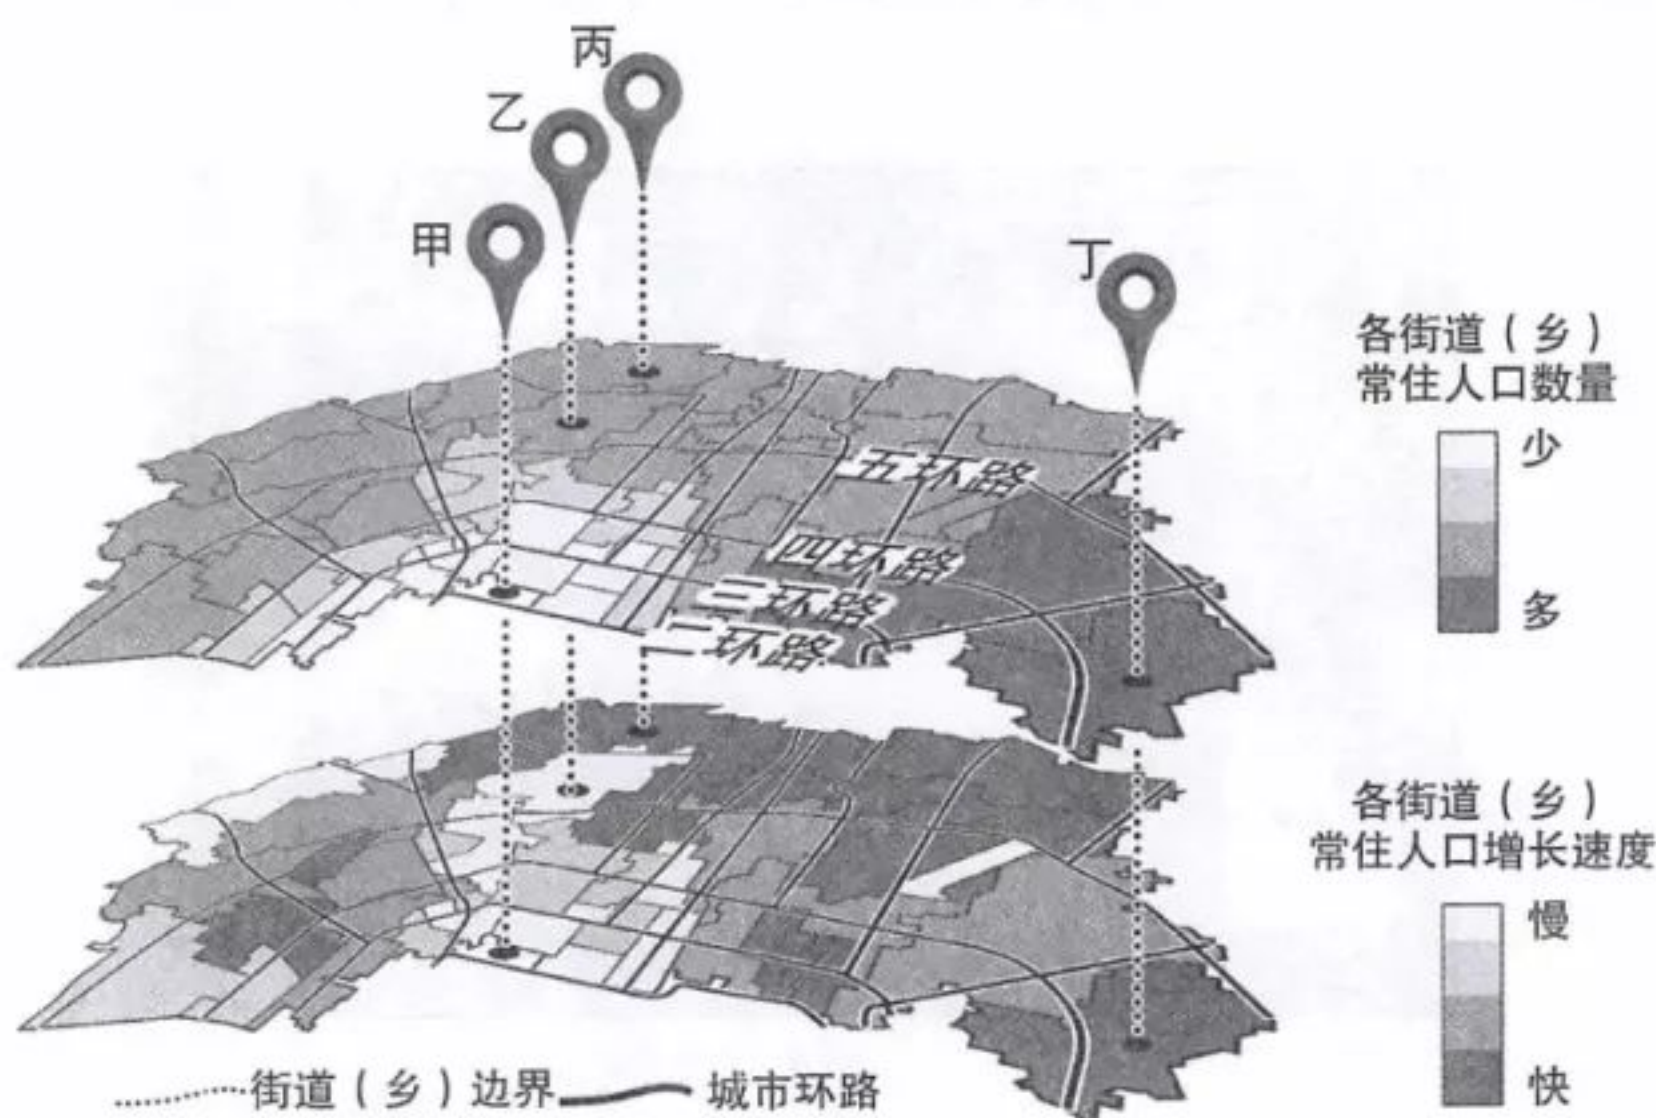 丙
乙
甲
丁
各街道（乡）
常住人口数量
少
多
五环路
四环路
三环路
二环路
各街道（乡）
常住人口增长速度
慢
快
街道（乡）边界
城市环路